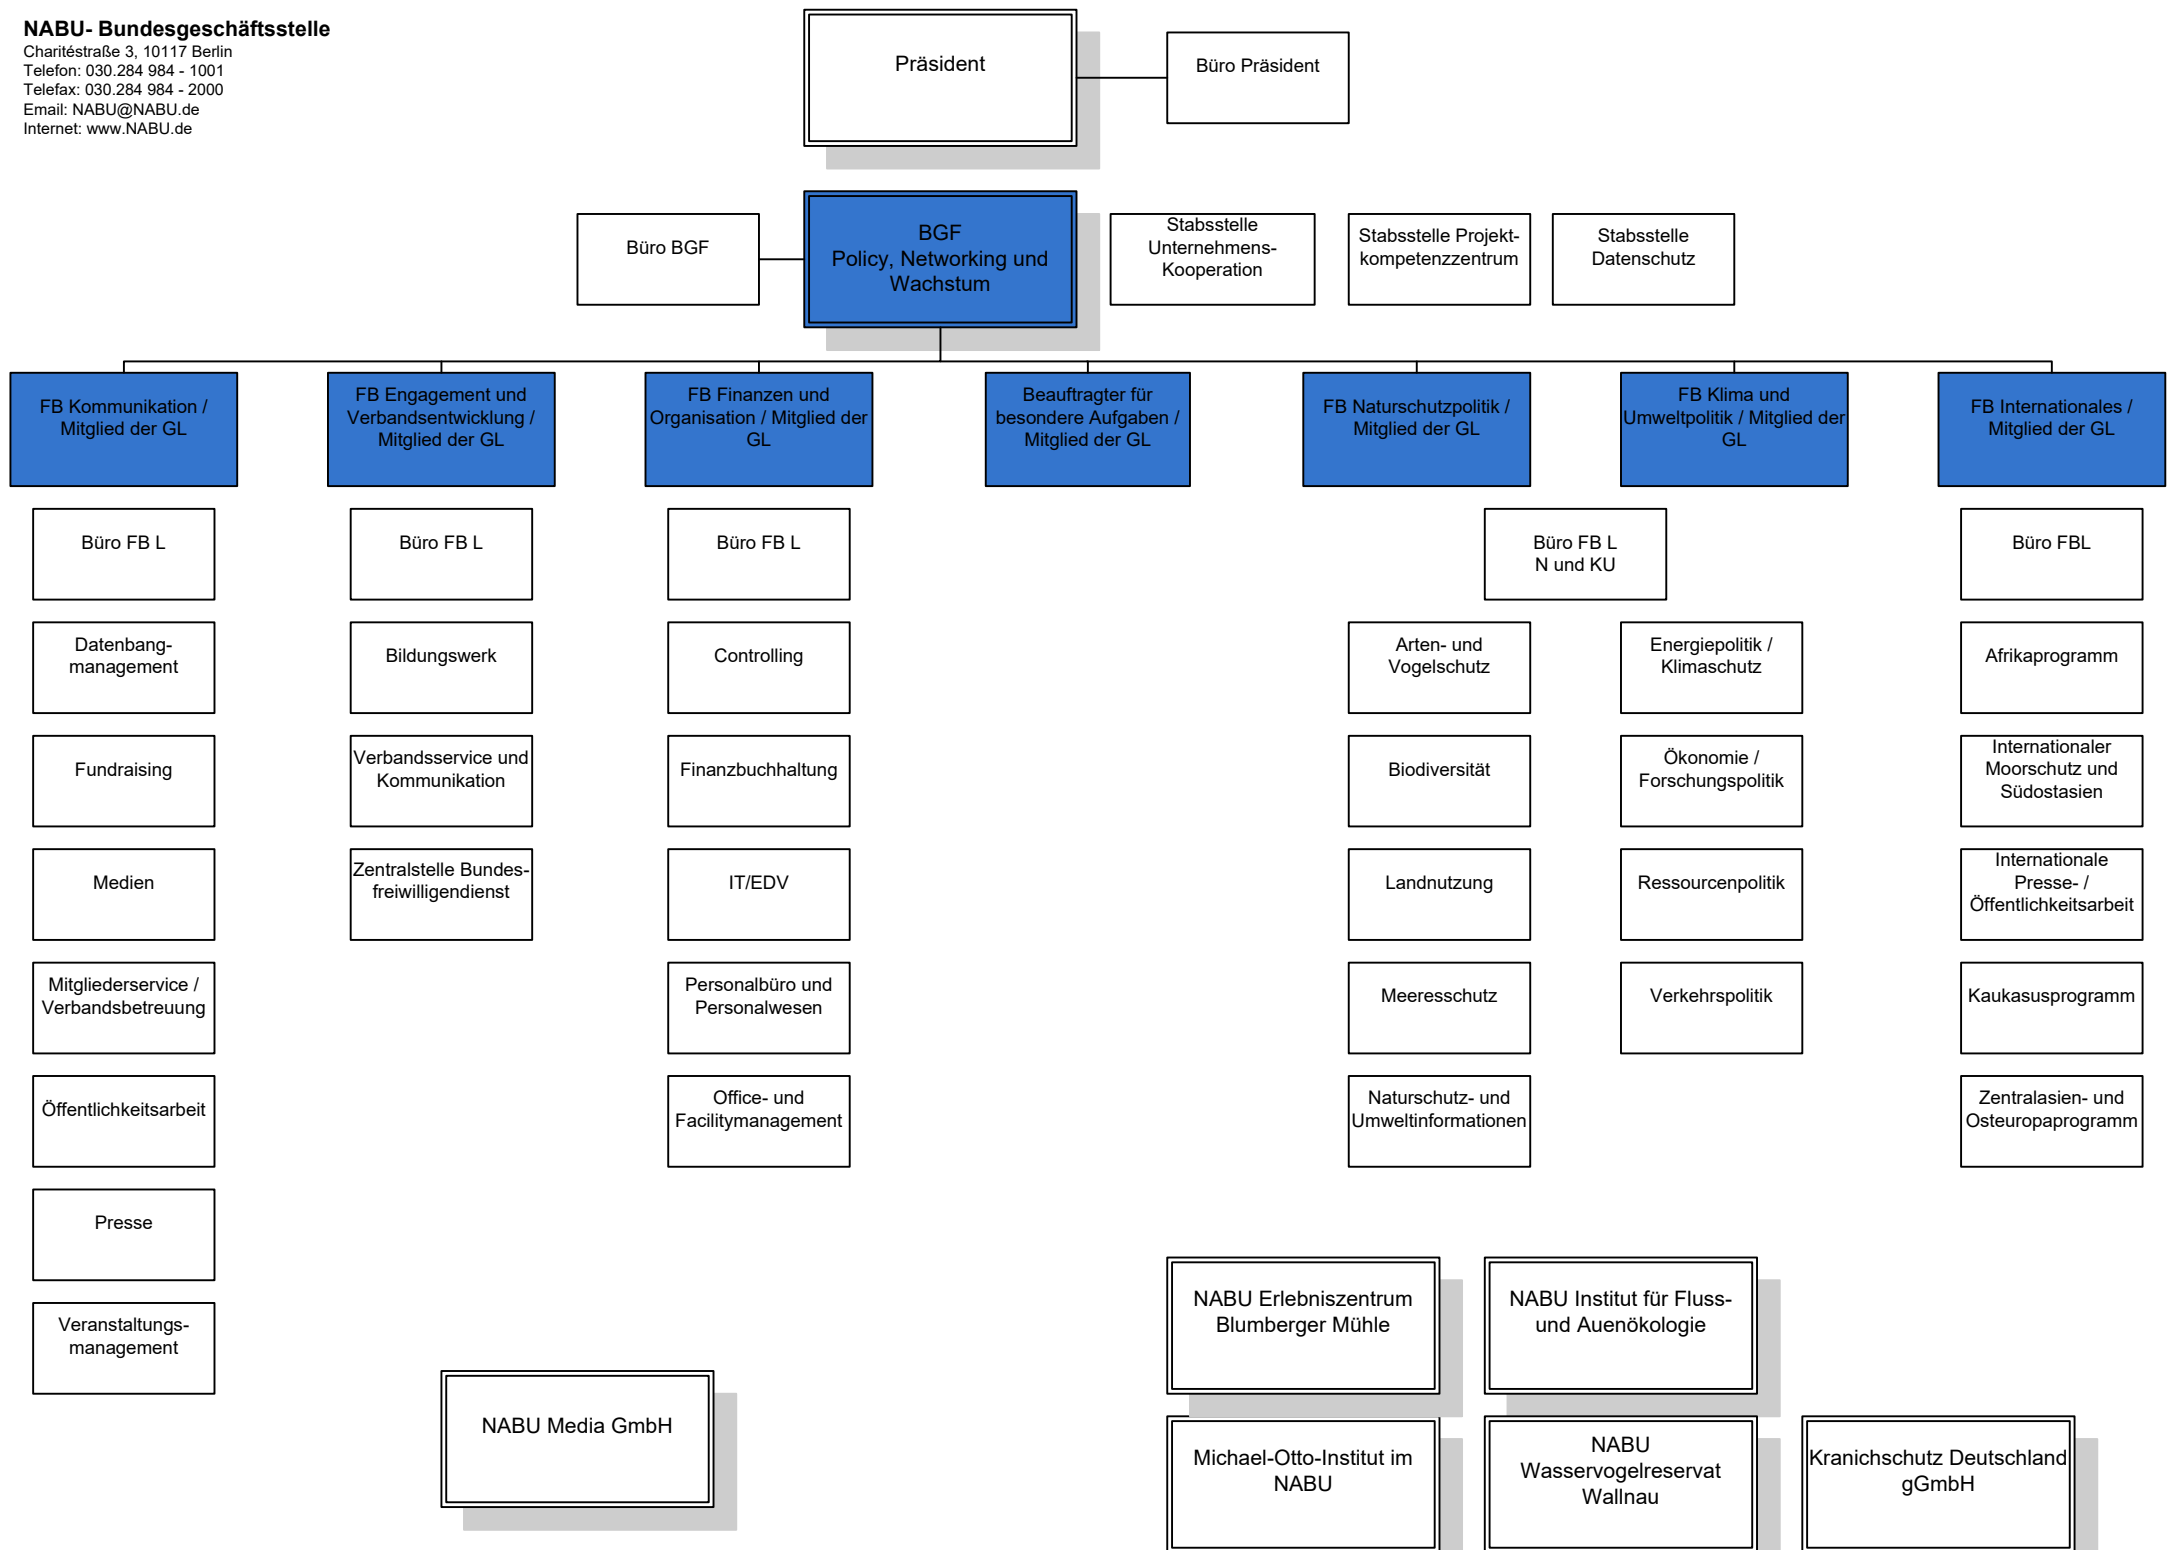 NABU- Bundesgeschäftsstelle
Charitéstraße 3, 10117 Berlin
Telefon: 030.284 984 - 1001
Telefax: 030.284 984 - 2000
Email: NABU@NABU.de
Internet: www.NABU.de
Präsident
Büro Präsident
Büro BGF
BGF
Policy, Networking und
Wachstum
Stabsstelle
Unternehmens-
Kooperation
Stabsstelle Projekt-
kompetenzzentrum
Stabsstelle
Datenschutz
FB Kommunikation /
Mitglied der GL
FB Engagement und
Verbandsentwicklung /
Mitglied der GL
FB Finanzen und
Organisation / Mitglied der
GL
Beauftragter für
besondere Aufgaben /
Mitglied der GL
FB Naturschutzpolitik /
Mitglied der GL
FB Klima und
Umweltpolitik / Mitglied der
GL
FB Internationales /
Mitglied der GL
Büro FB L
Büro FB L
Büro FB L
Büro FB L
N und KU
Büro FBL
Datenbang-
management
Bildungswerk
Controlling
Arten- und
Vogelschutz
Energiepolitik /
Klimaschutz
Afrikaprogramm
Fundraising
Verbandsservice und
Kommunikation
Finanzbuchhaltung
Biodiversität
Ökonomie /
Forschungspolitik
Internationaler
Moorschutz und
Südostasien
Medien
Zentralstelle Bundes-
freiwilligendienst
IT/EDV
Landnutzung
Ressourcenpolitik
Internationale
Presse- /
Öffentlichkeitsarbeit
Mitgliederservice /
Verbandsbetreuung
Personalbüro und
Personalwesen
Meeresschutz
Verkehrspolitik
Kaukasusprogramm
Öffentlichkeitsarbeit
Office- und
Facilitymanagement
Naturschutz- und
Umweltinformationen
Zentralasien- und
Osteuropaprogramm
Presse
Veranstaltungs-
management
NABU Erlebniszentrum
Blumberger Mühle
NABU Institut für Fluss-
und Auenökologie
NABU Media GmbH
Michael-Otto-Institut im
NABU
NABU
Wasservogelreservat
Wallnau
Kranichschutz Deutschland
gGmbH